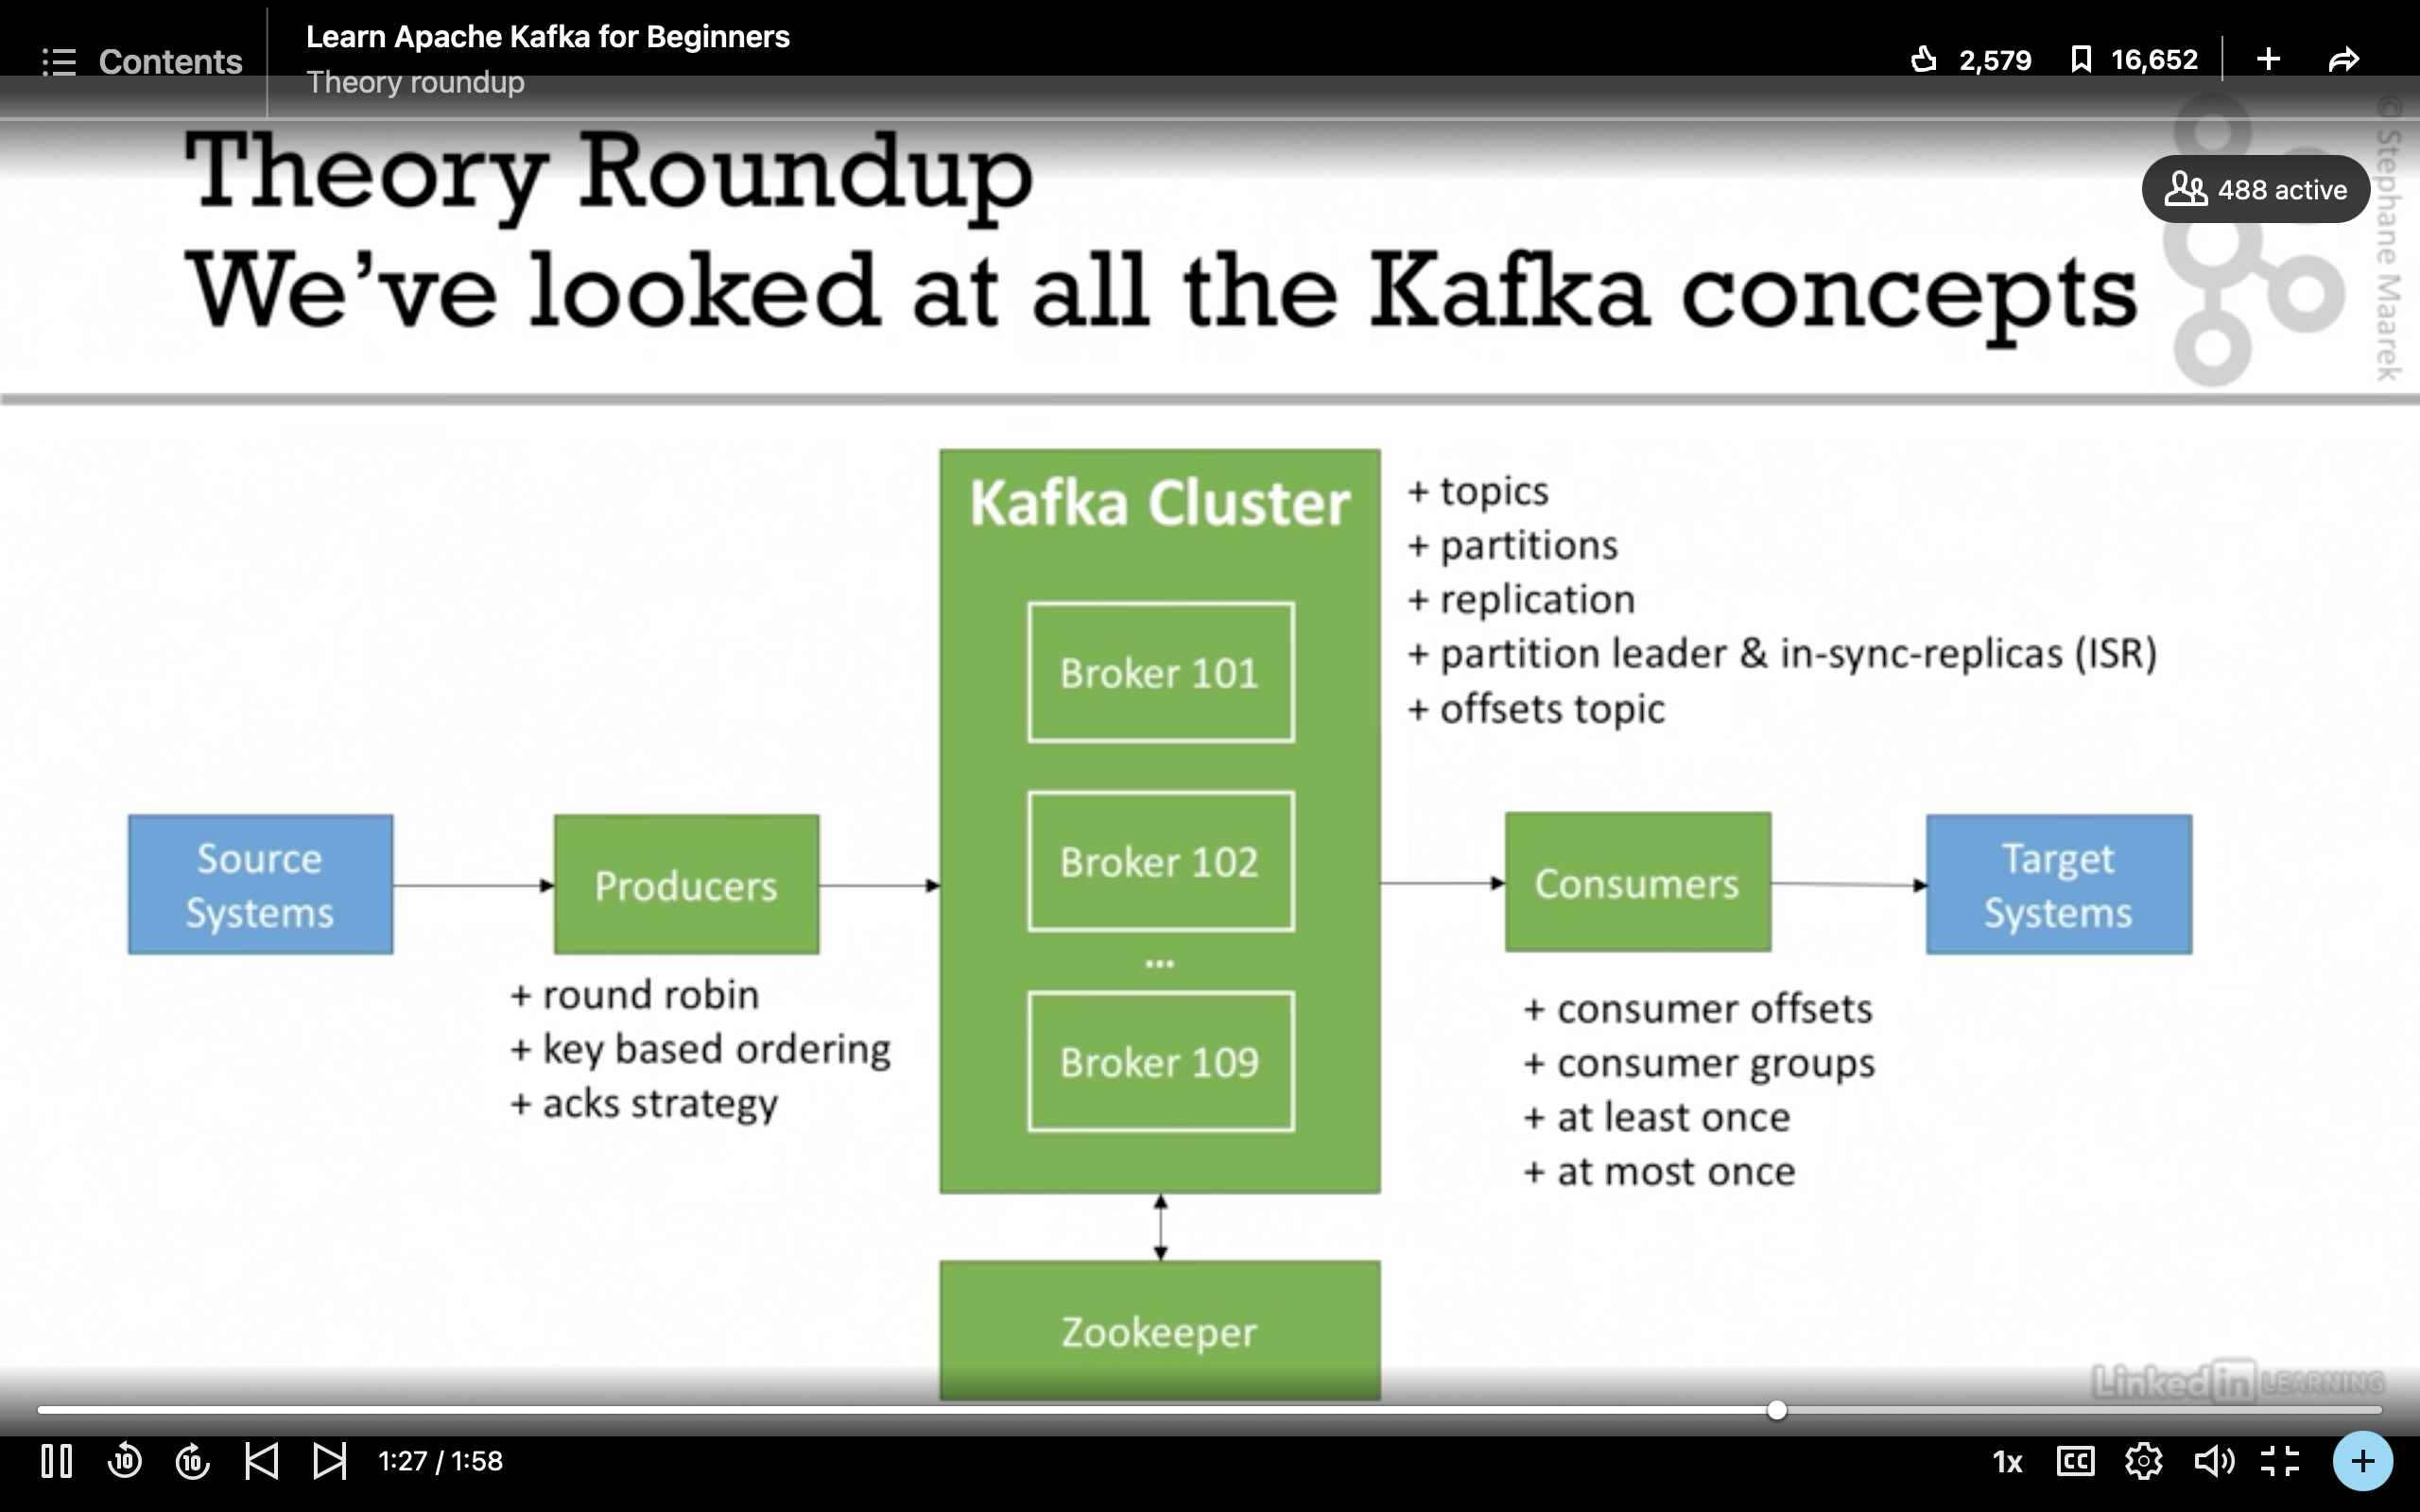 Contents
Learn Apache Kafka for Beginners
Theory roundup
2,579
16,652
Theory Roundup
We've looked at all the Kafka concepts
488 active
© Stephane Maarek
Kafka Cluster
Broker 101
Broker 102
...
Broker 109
+ topics
+ partitions
+ replication
+ partition leader & in-sync-replicas (ISR)
+ offsets topic
Source
Systems
Producers
Consumers
Target
Systems
+ round robin
+ key based ordering
+ acks strategy
+ consumer offsets
+ consumer groups
+ at least once
+ at most once
Zookeeper
Linked in LEARNING
10
10
1:27 / 1:58
1x
CC